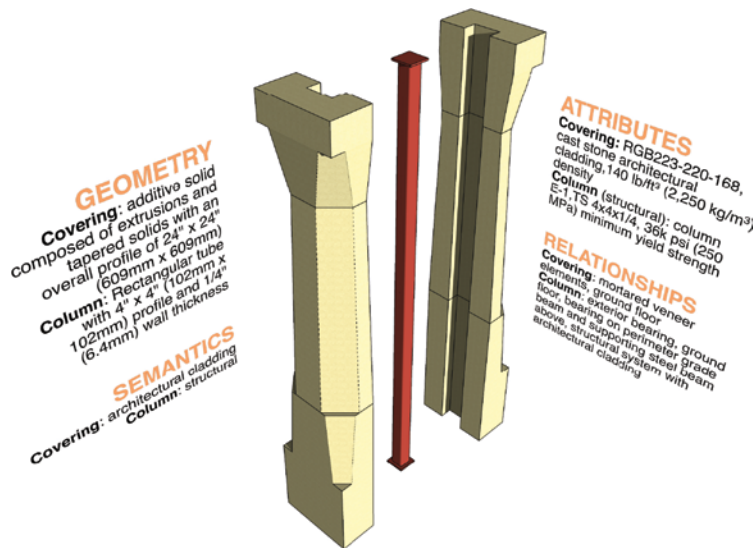 GEOMETRY
Covering: additive solid
composed of extrusions and
tapered solids with an
overall profile of 24" x 24"
(609mm x 609mm)
Column: Rectangular tube
with 4" x 4" (102mm x
102mm) profile and 1/4"
(6.4mm) wall thickness
SEMANTICS
Covering: architectural cladding
Column: structural
ATTRIBUTES
Covering: RGB223-220-168,
cast stone architectural
cladding,140 lb/ft³ (2,250 kg/m³)
density
Column (structural): column
E-1,TS 4x4x1/4, 36k psi (250
MPa) minimum yield strength
RELATIONSHIPS
Covering: mortared veneer
elements, ground floor
Column: exterior bearing, ground
floor, bearing on perimeter grade
beam and supporting steel beam
above, structural system with
architectural cladding